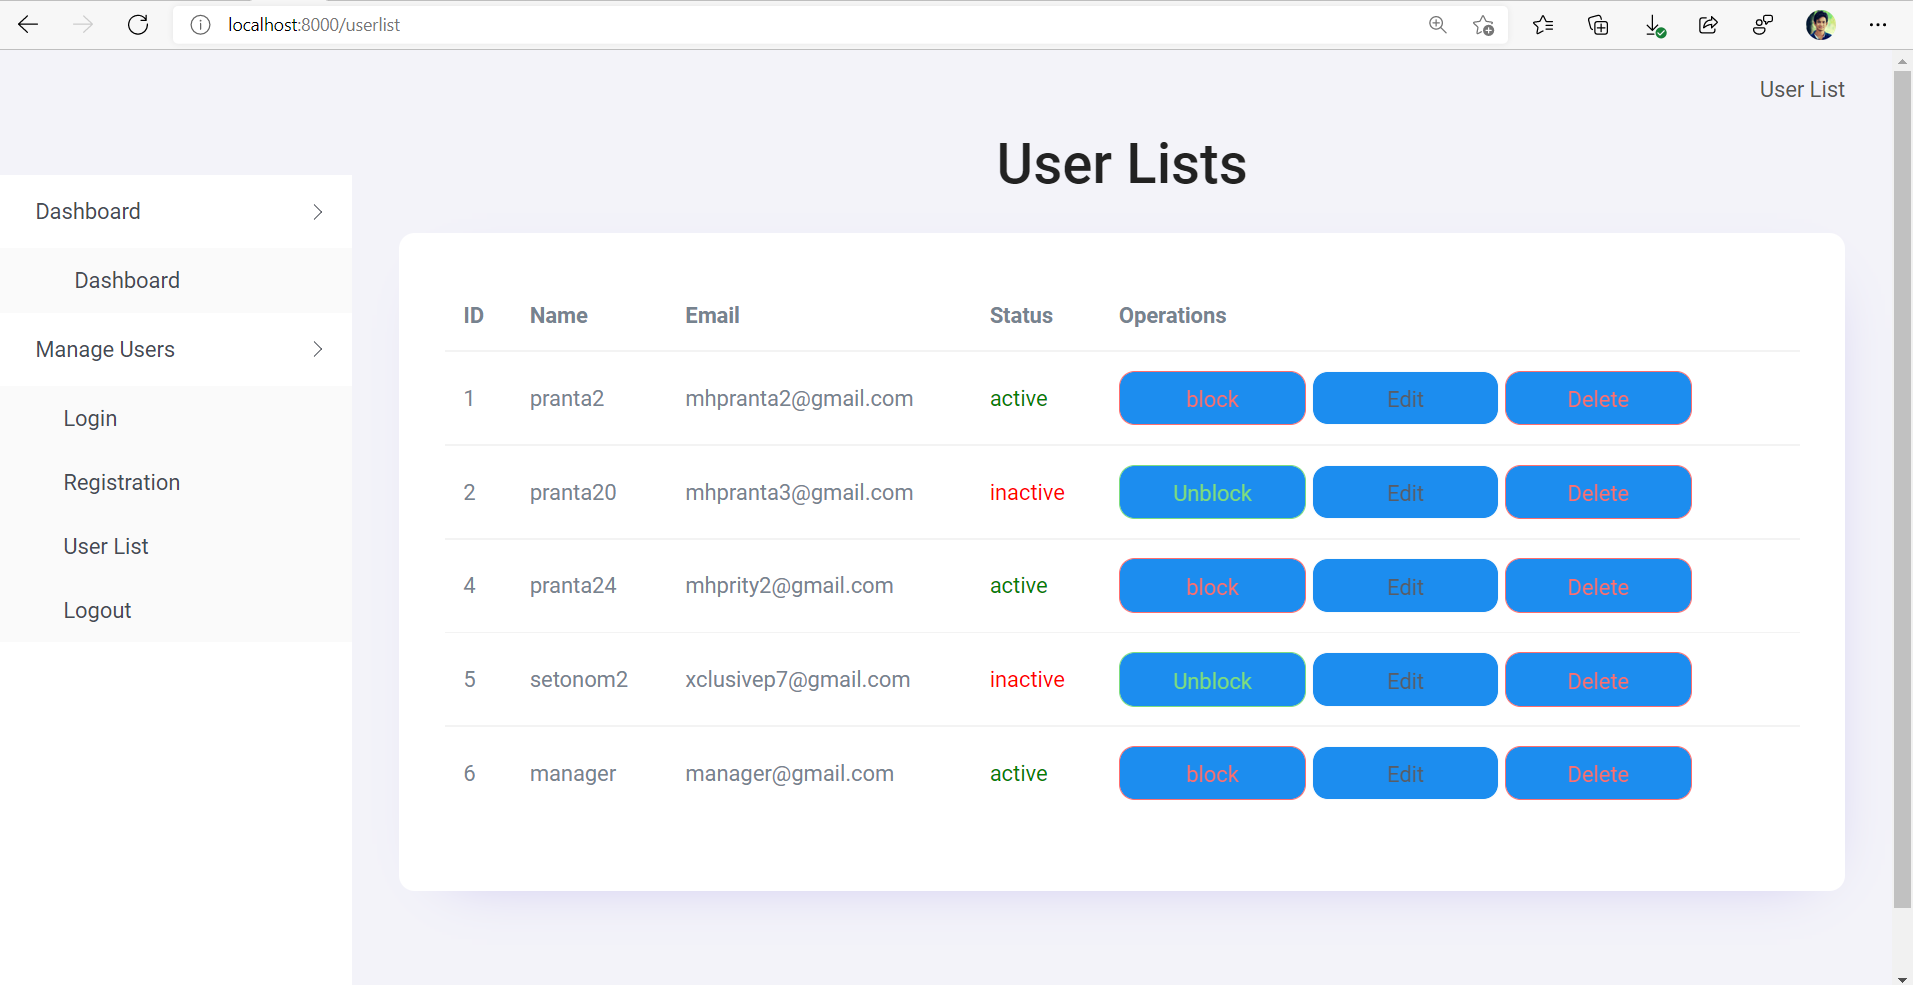 localhost:8000/userlist
User List
User Lists
Dashboard
Dashboard
Manage Users
Login
Registration
User List
Logout
ID Name Email Status Operations
1 pranta2 mhpranta2@gmail.com active block Edit Delete
2 pranta20 mhpranta3@gmail.com inactive Unblock Edit Delete
4 pranta24 mhprity2@gmail.com active block Edit Delete
5 setonom2 xclusivep7@gmail.com inactive Unblock Edit Delete
6 manager manager@gmail.com active block Edit Delete